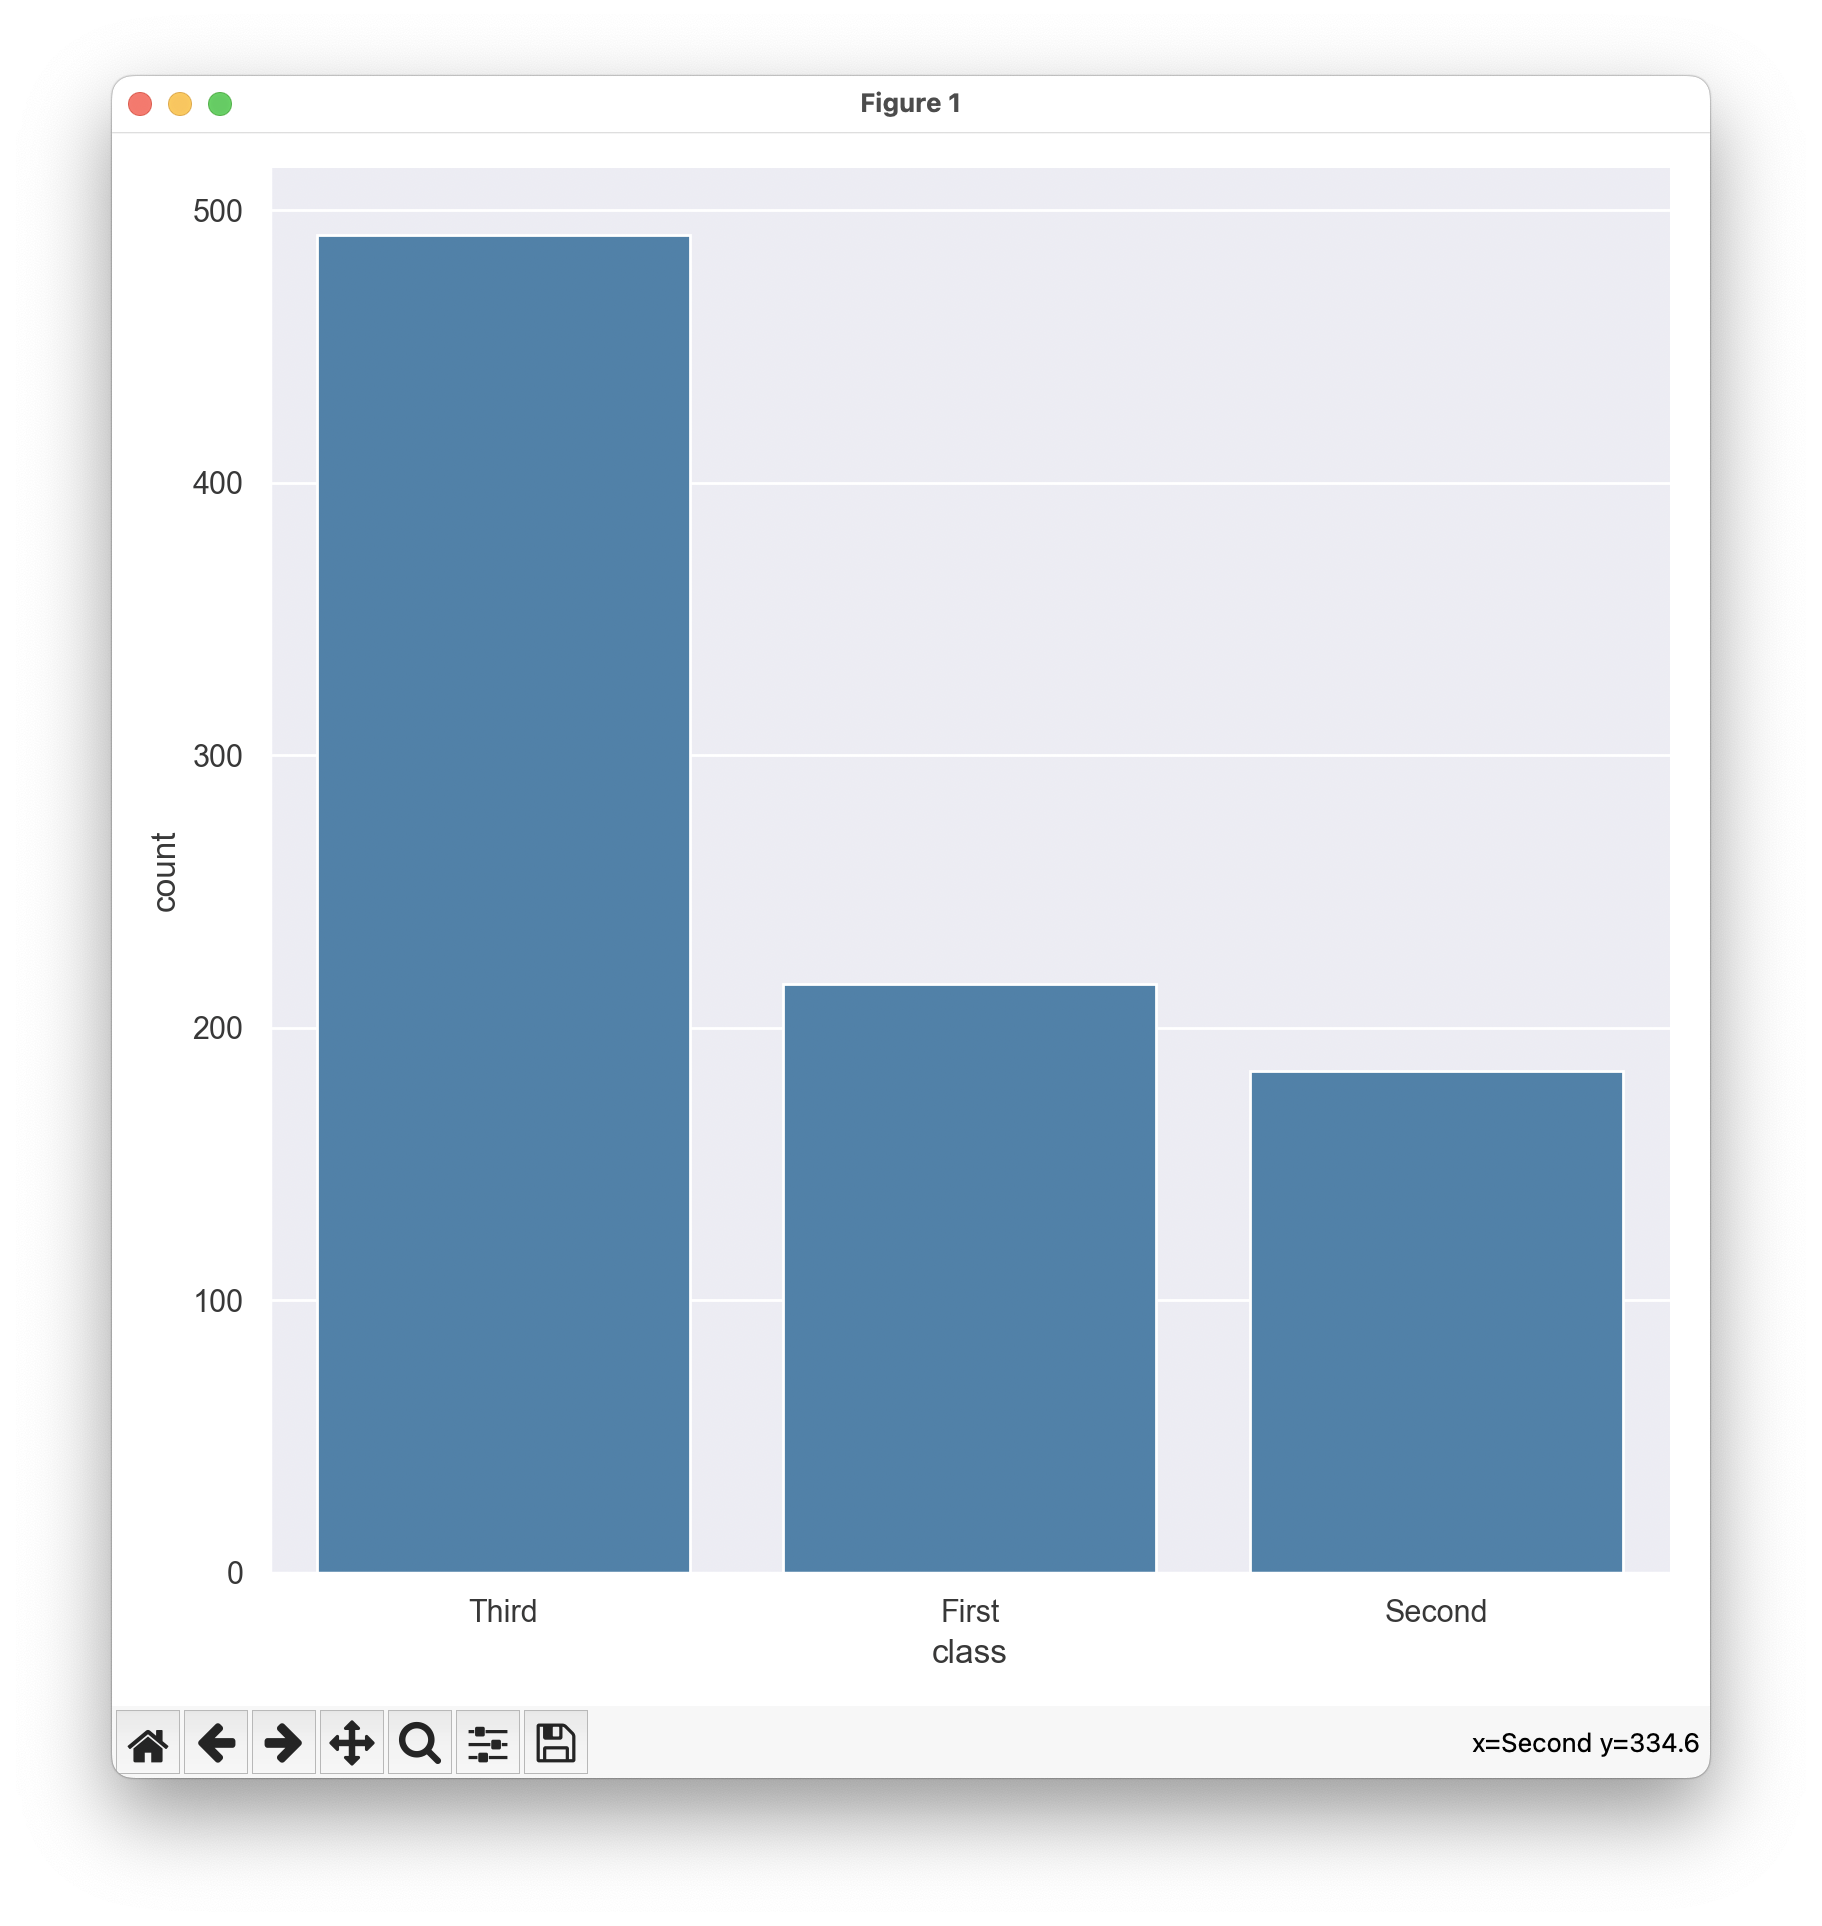 Figure 1
500
400
300
200
100
0
count
Third First Second
class
x=Second y=334.6